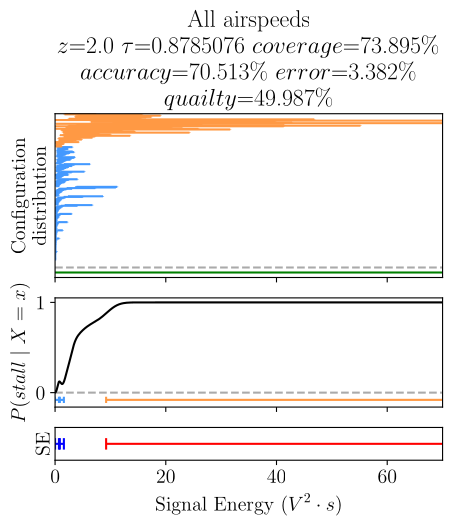 All airspeeds
z=2.0 τ=0.8785076 coverage=73.895%
accuracy=70.513% error=3.382%
quailty=49.987%
Configuration
distribution
1
0
P(stall | X = x)
SE
0 20 40 60
Signal Energy (V² · s)